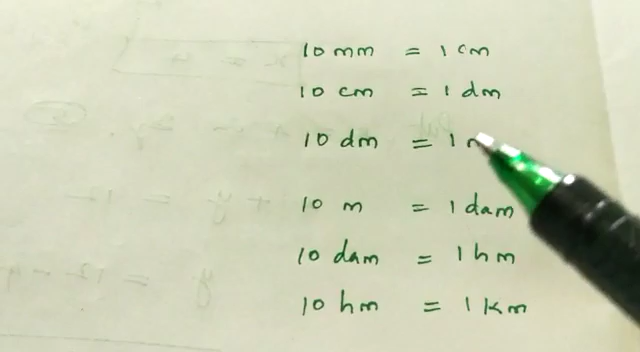 10 mm = 1 cm
10 cm = 1 dm
10 dm = 1
10 m = 1 dam
10 dam = 1 hm
10 hm = 1 km